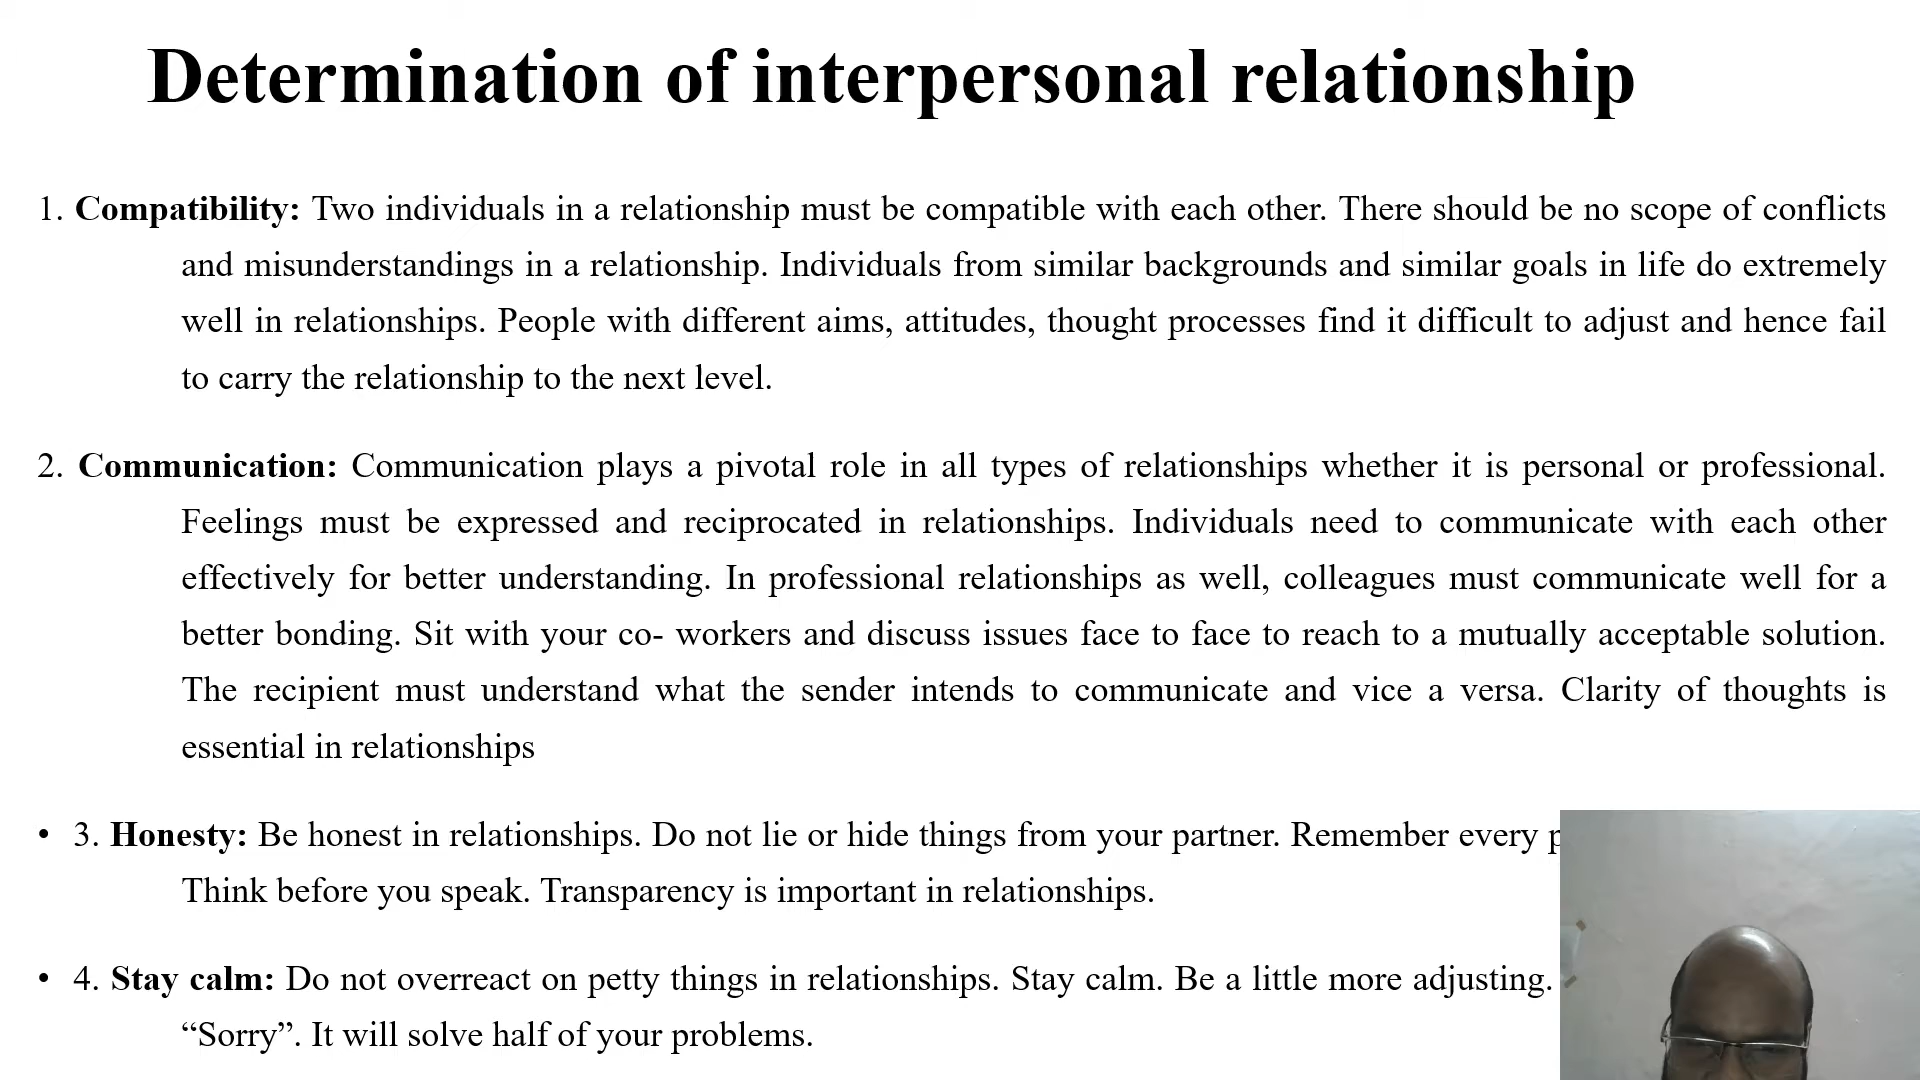 Determination of interpersonal relationship
1. Compatibility: Two individuals in a relationship must be compatible with each other. There should be no scope of conflicts
and misunderstandings in a relationship. Individuals from similar backgrounds and similar goals in life do extremely
well in relationships. People with different aims, attitudes, thought processes find it difficult to adjust and hence fail
to carry the relationship to the next level.
2. Communication: Communication plays a pivotal role in all types of relationships whether it is personal or professional.
Feelings must be expressed and reciprocated in relationships. Individuals need to communicate with each other
effectively for better understanding. In professional relationships as well, colleagues must communicate well for a
better bonding. Sit with your co- workers and discuss issues face to face to reach to a mutually acceptable solution.
The recipient must understand what the sender intends to communicate and vice a versa. Clarity of thoughts is
essential in relationships
• 3. Honesty: Be honest in relationships. Do not lie or hide things from your partner. Remember every
Think before you speak. Transparency is important in relationships.
• 4. Stay calm: Do not overreact on petty things in relationships. Stay calm. Be a little more adjusting.
“Sorry”. It will solve half of your problems.